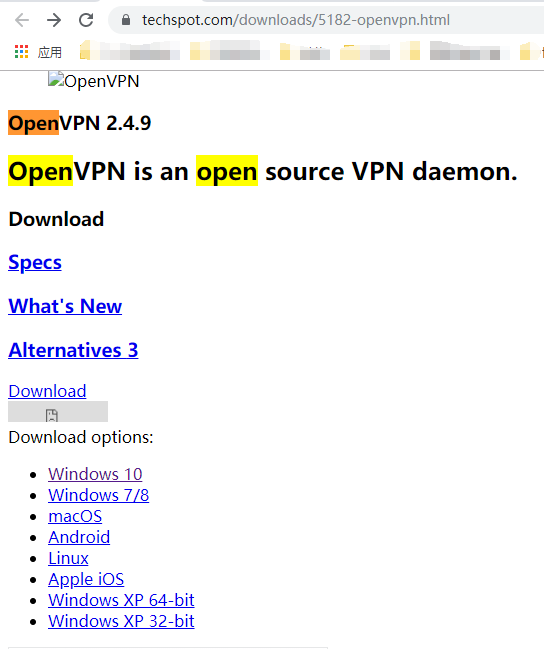 techspot.com/downloads/5182-openvpn.html
应用
OpenVPN
OpenVPN 2.4.9
OpenVPN is an open source VPN daemon.
Download
Specs
What's New
Alternatives 3
Download
Download options:
Windows 10
Windows 7/8
macOS
Android
Linux
Apple iOS
Windows XP 64-bit
Windows XP 32-bit